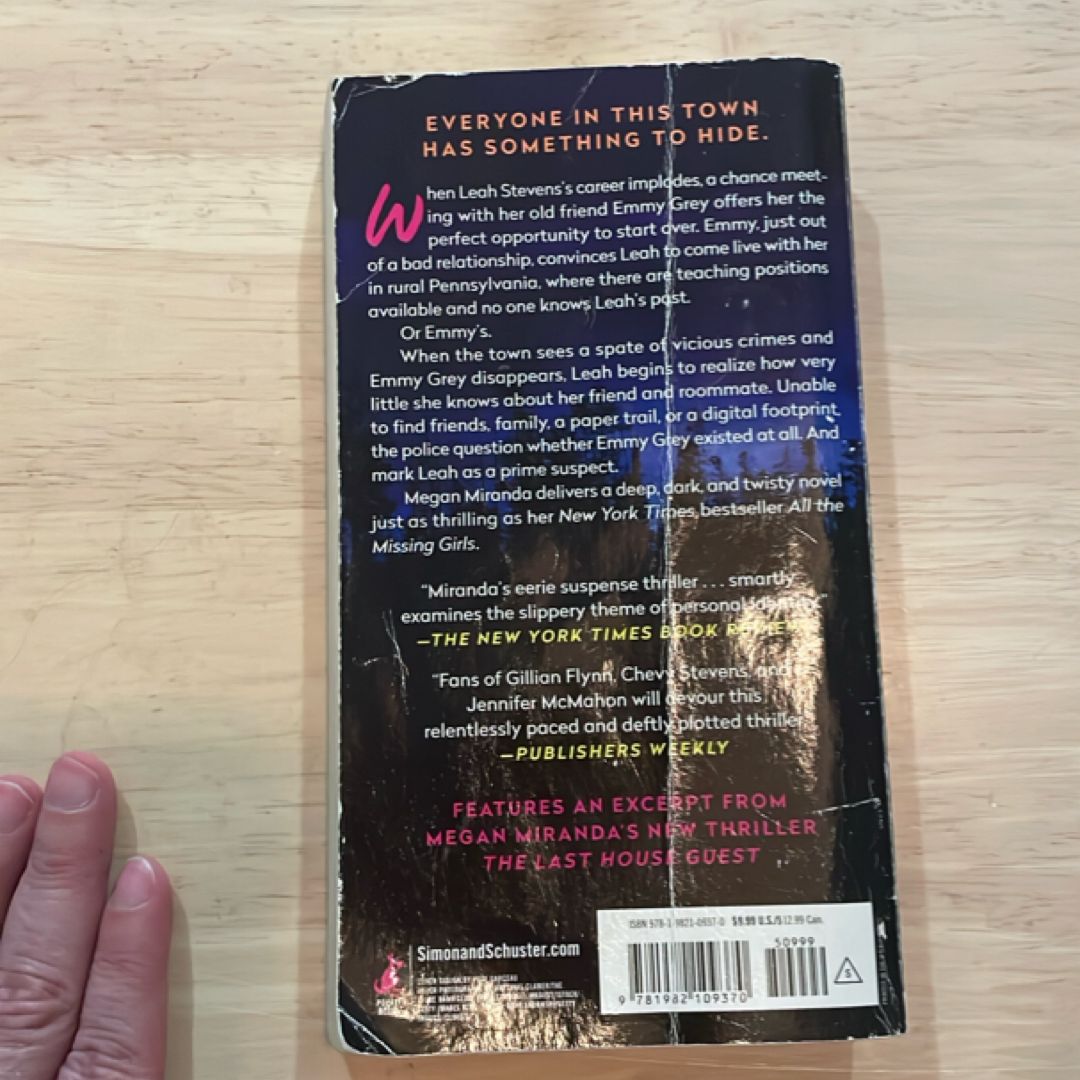 EVERYONE IN THIS TOWN
HAS SOMETHING TO HIDE.
When Leah Stevens's career implodes, a chance meet-
ing with her old friend Emmy Grey offers her the
perfect opportunity to start over. Emmy, just out
of a bad relationship, convinces Leah to come live with her
in rural Pennsylvania, where there are teaching positions
available and no one knows Leah's past.
Or Emmy's.
When the town sees a spate of vicious crimes and
Emmy Grey disappears, Leah begins to realize how very
little she knows about her friend and roommate. Unable
to find friends, family, a paper trail, or a digital footprint,
the police question whether Emmy Grey existed at all. And
mark Leah as a prime suspect.
Megan Miranda delivers a deep, dark, and twisty novel
just as thrilling as her New York Times bestseller All the
Missing Girls.
"Miranda's eerie suspense thriller . . . smartly
examines the slippery theme of personal identity."
—THE NEW YORK TIMES BOOK REVIEW
"Fans of Gillian Flynn, Chevy Stevens, and
Jennifer McMahon will devour this
relentlessly paced and deftly plotted thriller
—PUBLISHERS WEEKLY
FEATURES AN EXCERPT FROM
MEGAN MIRANDA'S NEW THRILLER
THE LAST HOUSE GUEST
SimonandSchuster.com
ISBN 978-1-9821-0937-0 $9.99 U.S./$12.99 Can.
50999
9 781982 109370
S